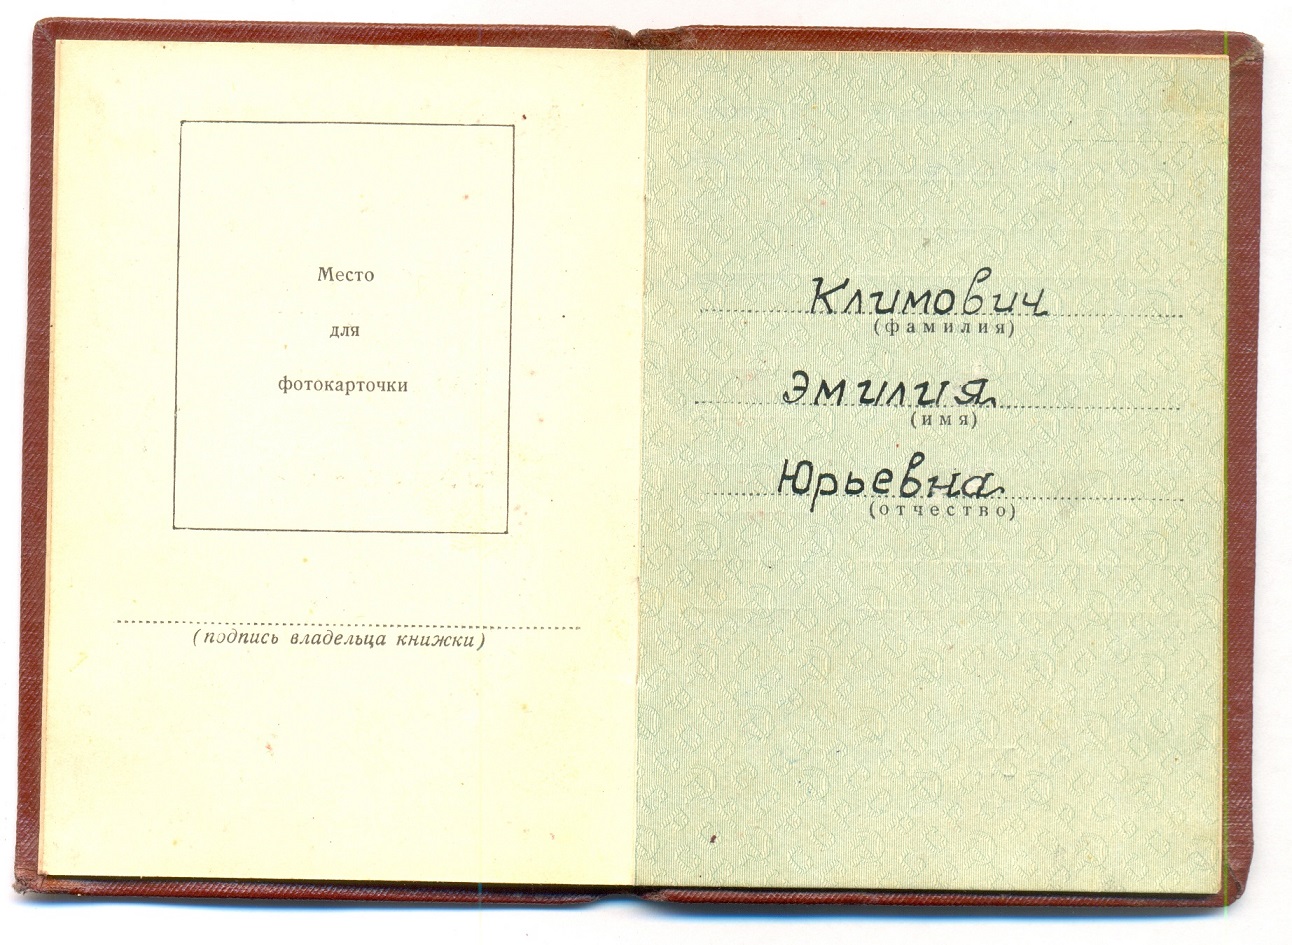 Место
для
фотокарточки
(подпись владельца книжки)
Климович
(фамилия)
Эмилия
(имя)
Юрьевна
(отчество)